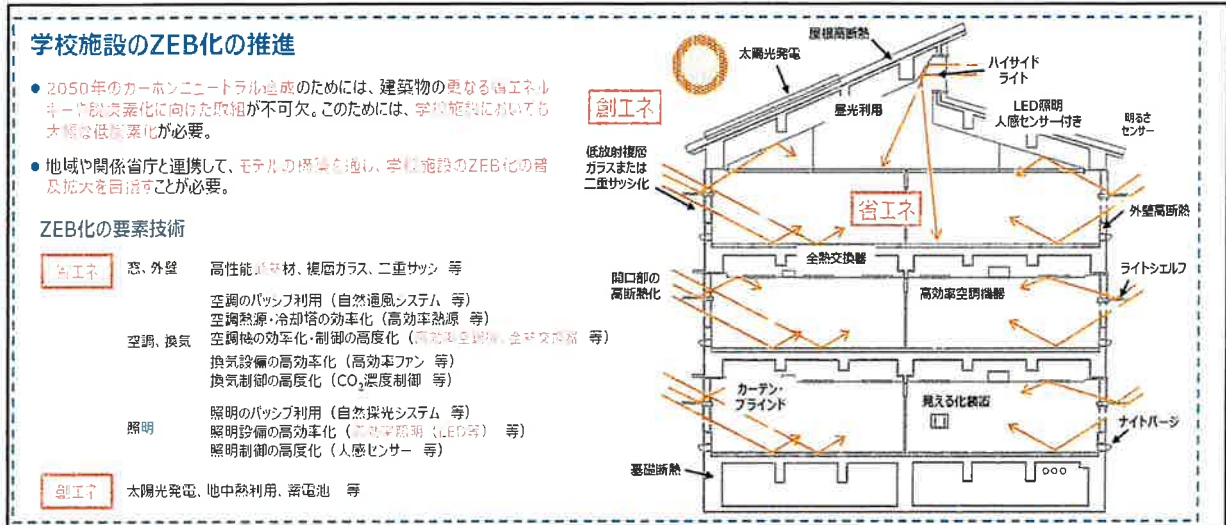 学校施設のZEB化の推進
● 2050年のカーボンニュートラル達成のためには、建築物の更なる省エネル
ギーや脱炭素化に向けた取組が不可欠。このためには、学校施設においても
大幅な低炭素化が必要。
● 地域や関係省庁と連携して、モデルの構築を通し、学校施設のZEB化の普
及拡大を目指すことが必要。
ZEB化の要素技術
省エネ
窓、外壁 高性能断熱材、複層ガラス、二重サッシ 等
空調のパッシブ利用（自然通風システム 等）
空調熱源・冷却塔の効率化（高効率熱源 等）
空調、換気 空調機の効率化・制御の高度化（高効率空調機、全熱交換器 等）
換気設備の高効率化（高効率ファン 等）
換気制御の高度化（CO₂濃度制御 等）
照明のパッシブ利用（自然採光システム 等）
照明 照明設備の高効率化（高効率照明（LED等） 等）
照明制御の高度化（人感センサー 等）
創エネ 太陽光発電、地中熱利用、蓄電池 等
太陽光発電
屋根高断熱
ハイサイド
ライト
創エネ
昼光利用
LED照明
人感センサー付き
明るさ
センサー
低放射複層
ガラスまたは
二重サッシ化
省エネ
外壁高断熱
全熱交換器
開口部の
高断熱化
高効率空調機器
ライトシェルフ
カーテン・
ブラインド
見える化装置
ナイトパージ
基礎断熱